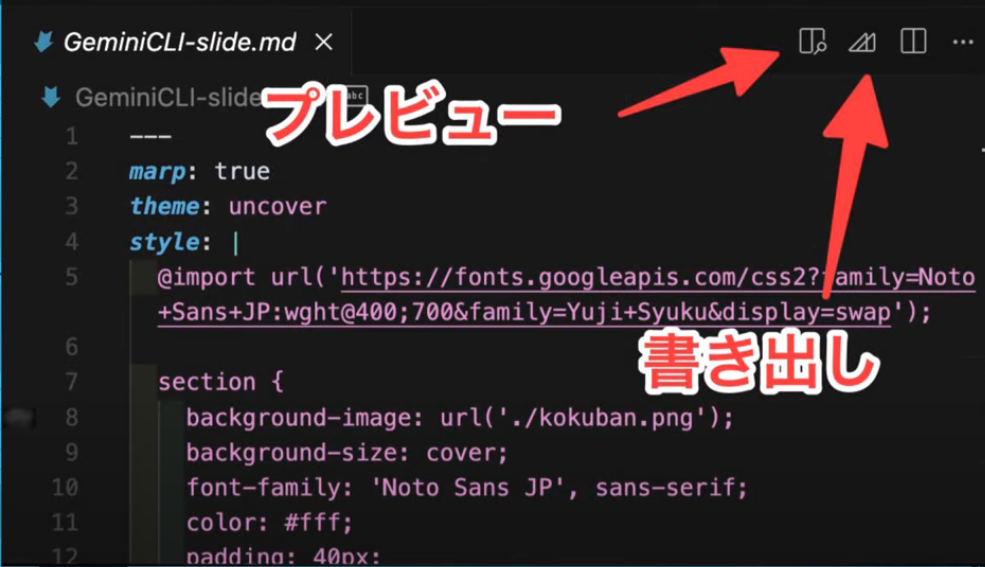 GeminiCLI-slide.md
GeminiCLI-slide
abc
プレビュー
1 ---
2 marp: true
3 theme: uncover
4 style: |
5 @import url('https://fonts.googleapis.com/css2?family=Noto
+Sans+JP:wght@400;700&family=Yuji+Syuku&display=swap');
6
書き出し
7 section {
8 background-image: url('./kokuban.png');
9 background-size: cover;
10 font-family: 'Noto Sans JP', sans-serif;
11 color: #fff;
12 padding: 40px;